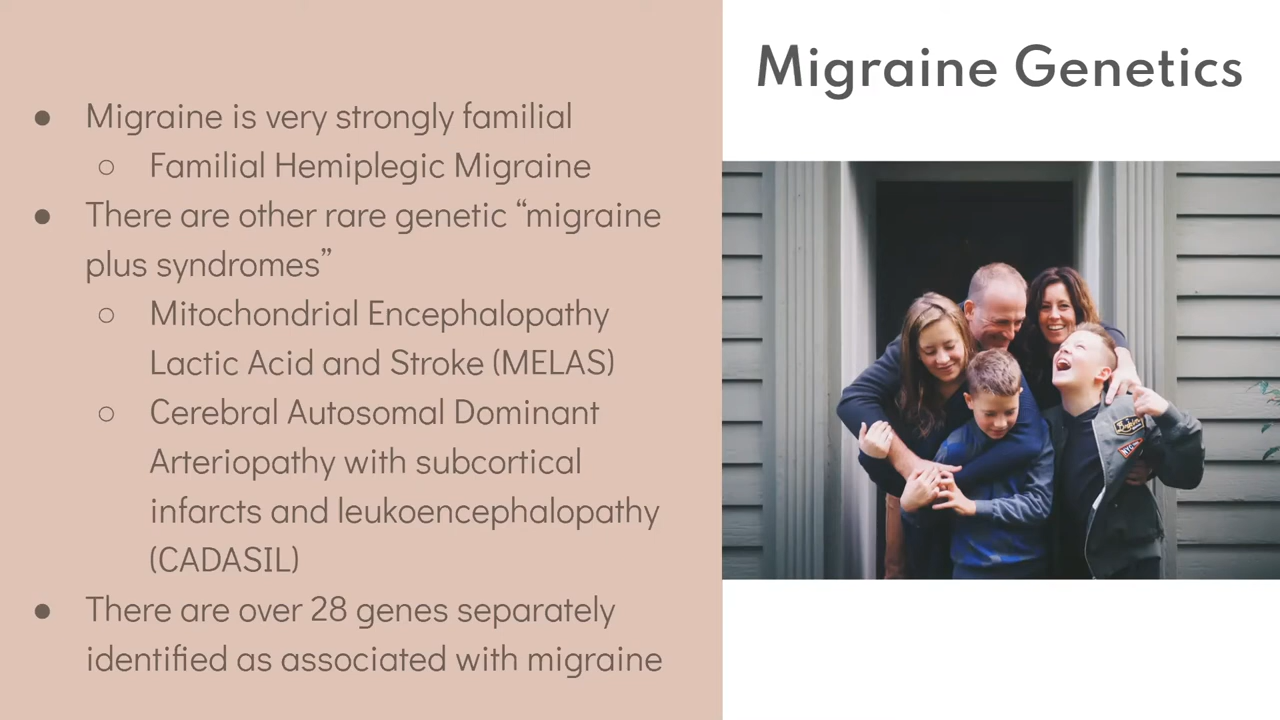 Migraine Genetics
● Migraine is very strongly familial
○ Familial Hemiplegic Migraine
● There are other rare genetic “migraine
plus syndromes”
○ Mitochondrial Encephalopathy
Lactic Acid and Stroke (MELAS)
○ Cerebral Autosomal Dominant
Arteriopathy with subcortical
infarcts and leukoencephalopathy
(CADASIL)
● There are over 28 genes separately
identified as associated with migraine